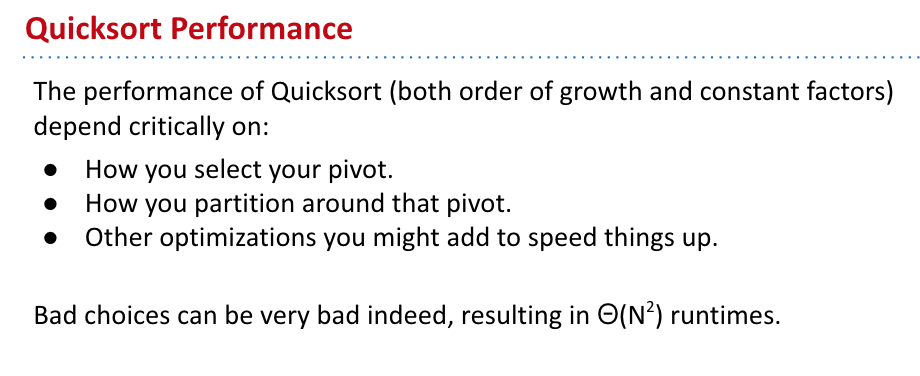 Quicksort Performance
The performance of Quicksort (both order of growth and constant factors)
depend critically on:
● How you select your pivot.
● How you partition around that pivot.
● Other optimizations you might add to speed things up.
Bad choices can be very bad indeed, resulting in Θ(N²) runtimes.